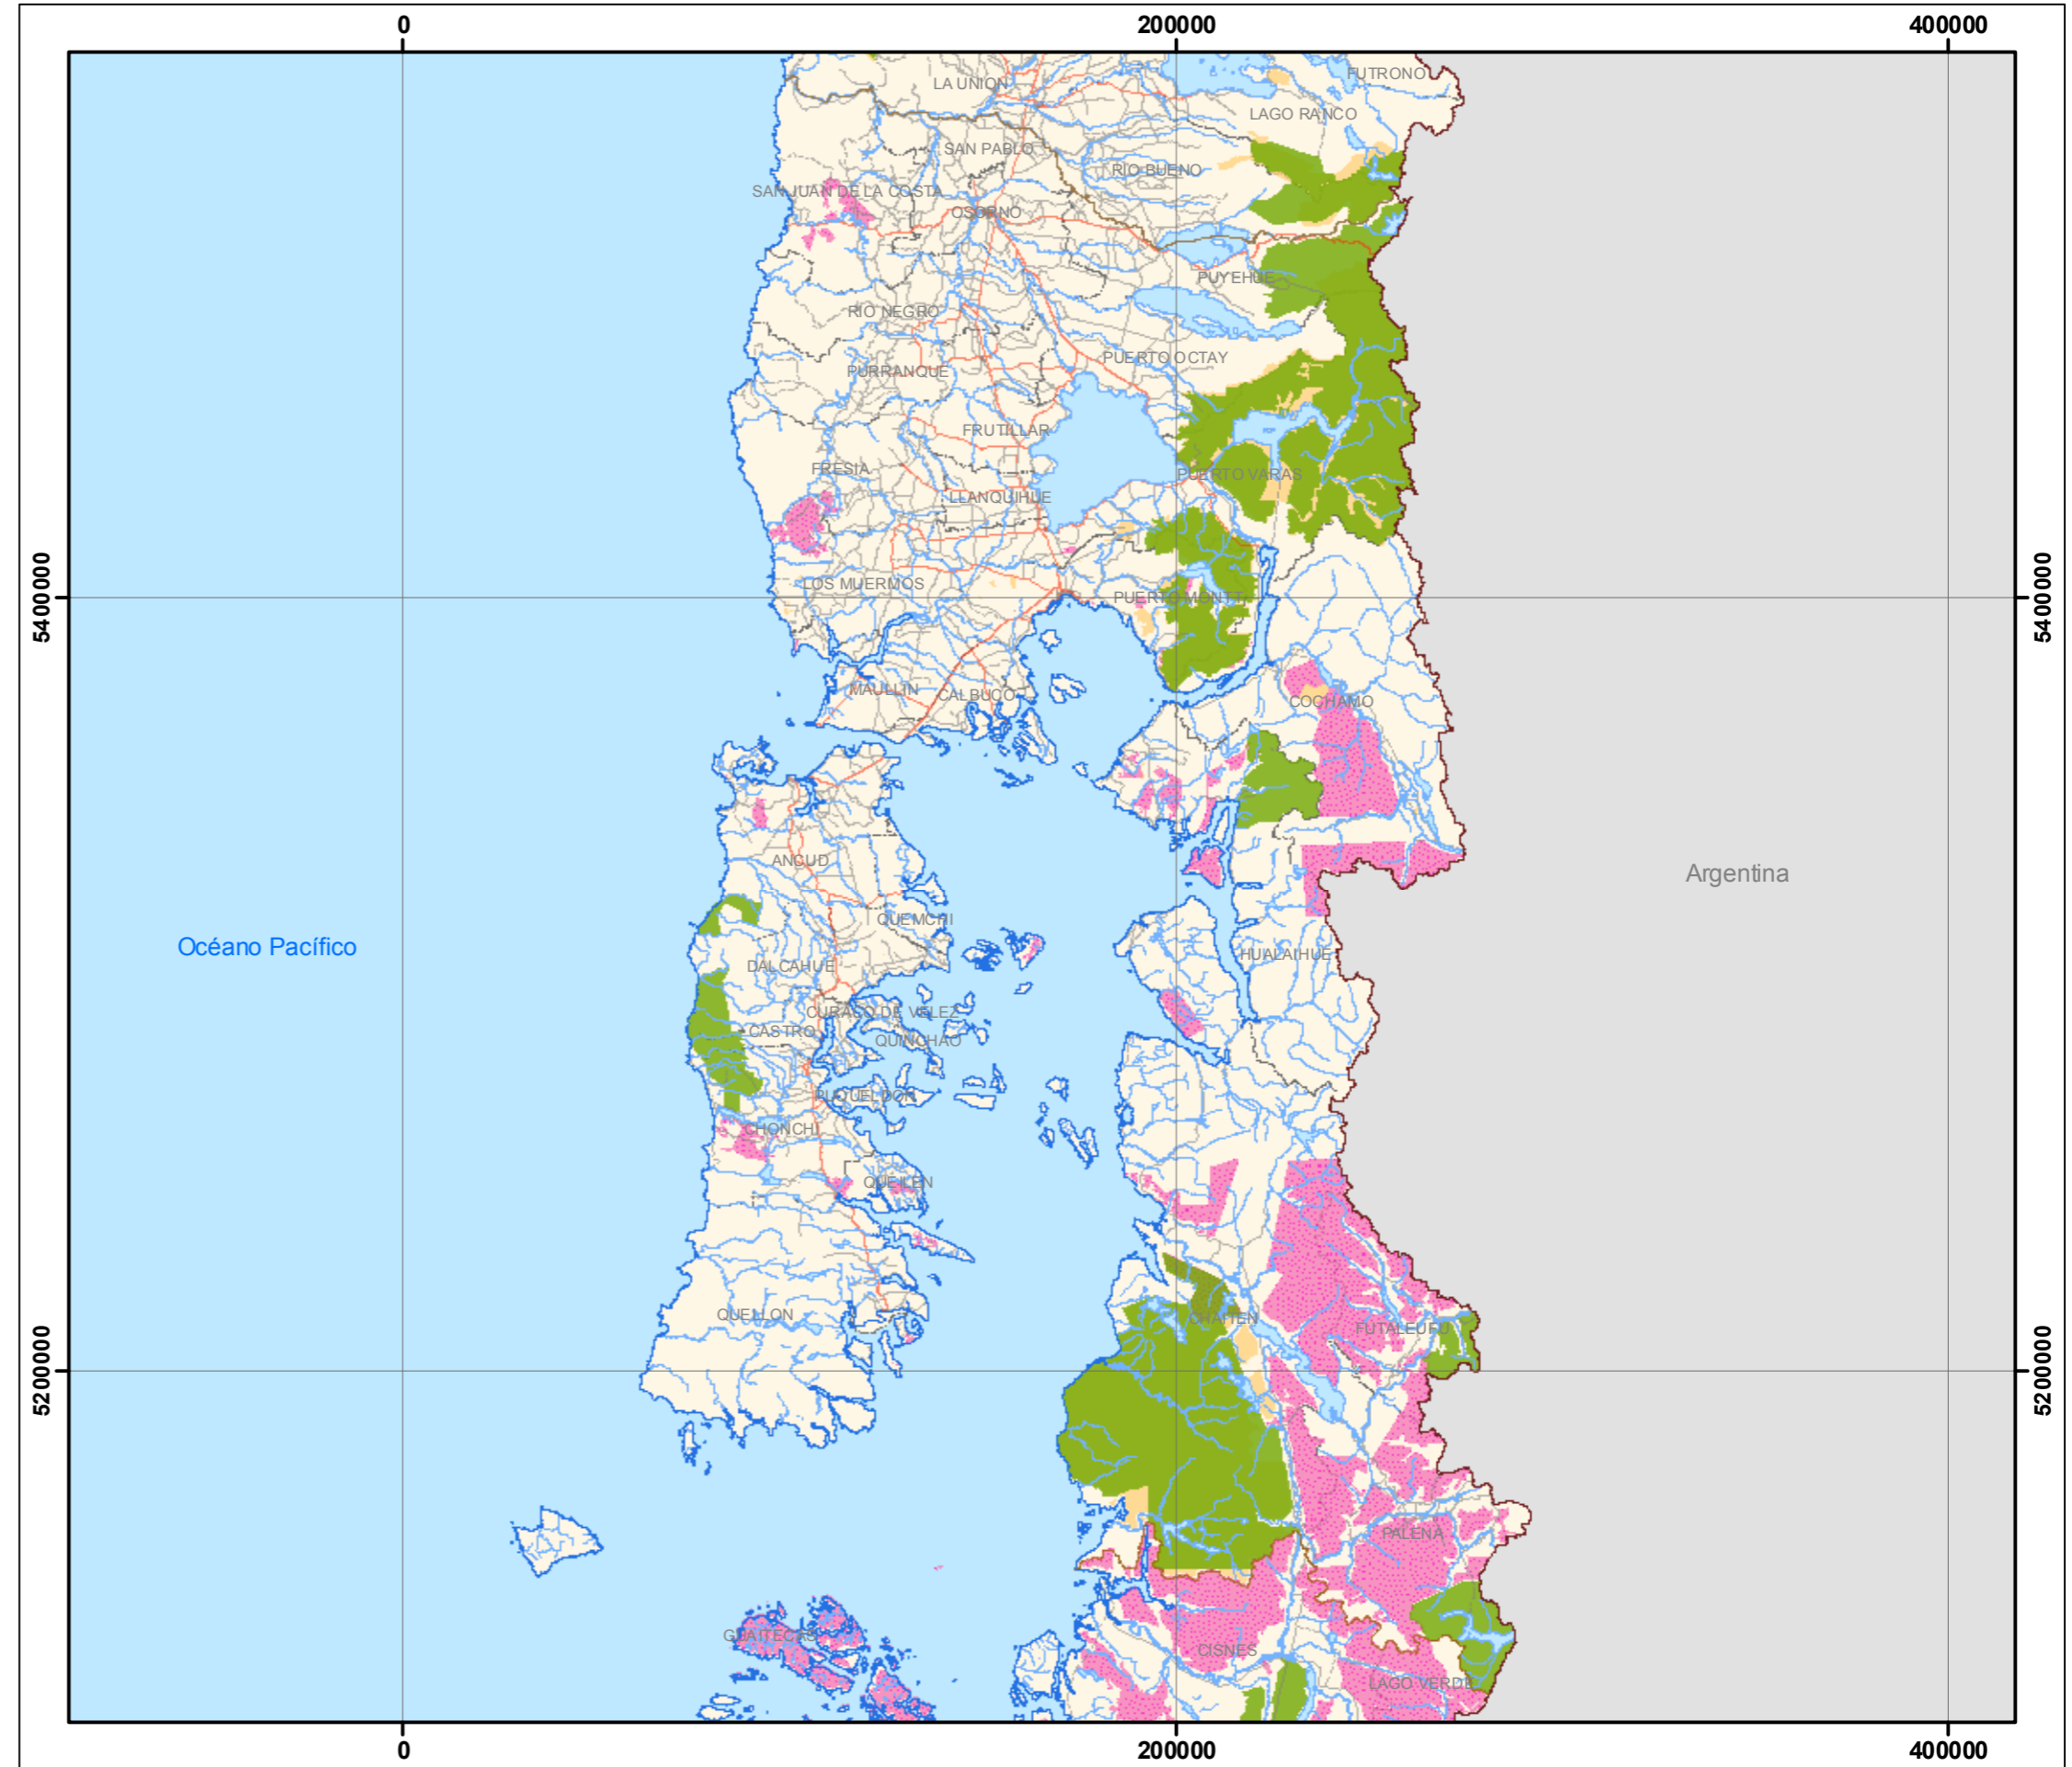 0 200000 400000
FUTRONO
LA UNION
LAGO RANCO
SAN PABLO
RIO BUENO
SAN JUAN DE LA COSTA
OSORNO
PUYEHUE
RIO NEGRO
PUERTO OCTAY
PURRANQUE
FRUTILLAR
FRESIA
PUERTO VARAS
LLANQUIHUE
LOS MUERMOS
5400000
PUERTO MONTT
5400000
MAULLIN
CALBUCO
COCHAMO
ANCUD
Argentina
QUEMCHI
Océano Pacífico
HUALAIHUE
DALCAHUE
CURACO DE VELEZ
CASTRO
QUINCHAO
PUQUELDON
CHONCHI
QUEILEN
QUELLON
CHAITEN
FUTALEUFU
5200000
5200000
PALENA
GUAITECAS
CISNES
LAGO VERDE
0 200000 400000